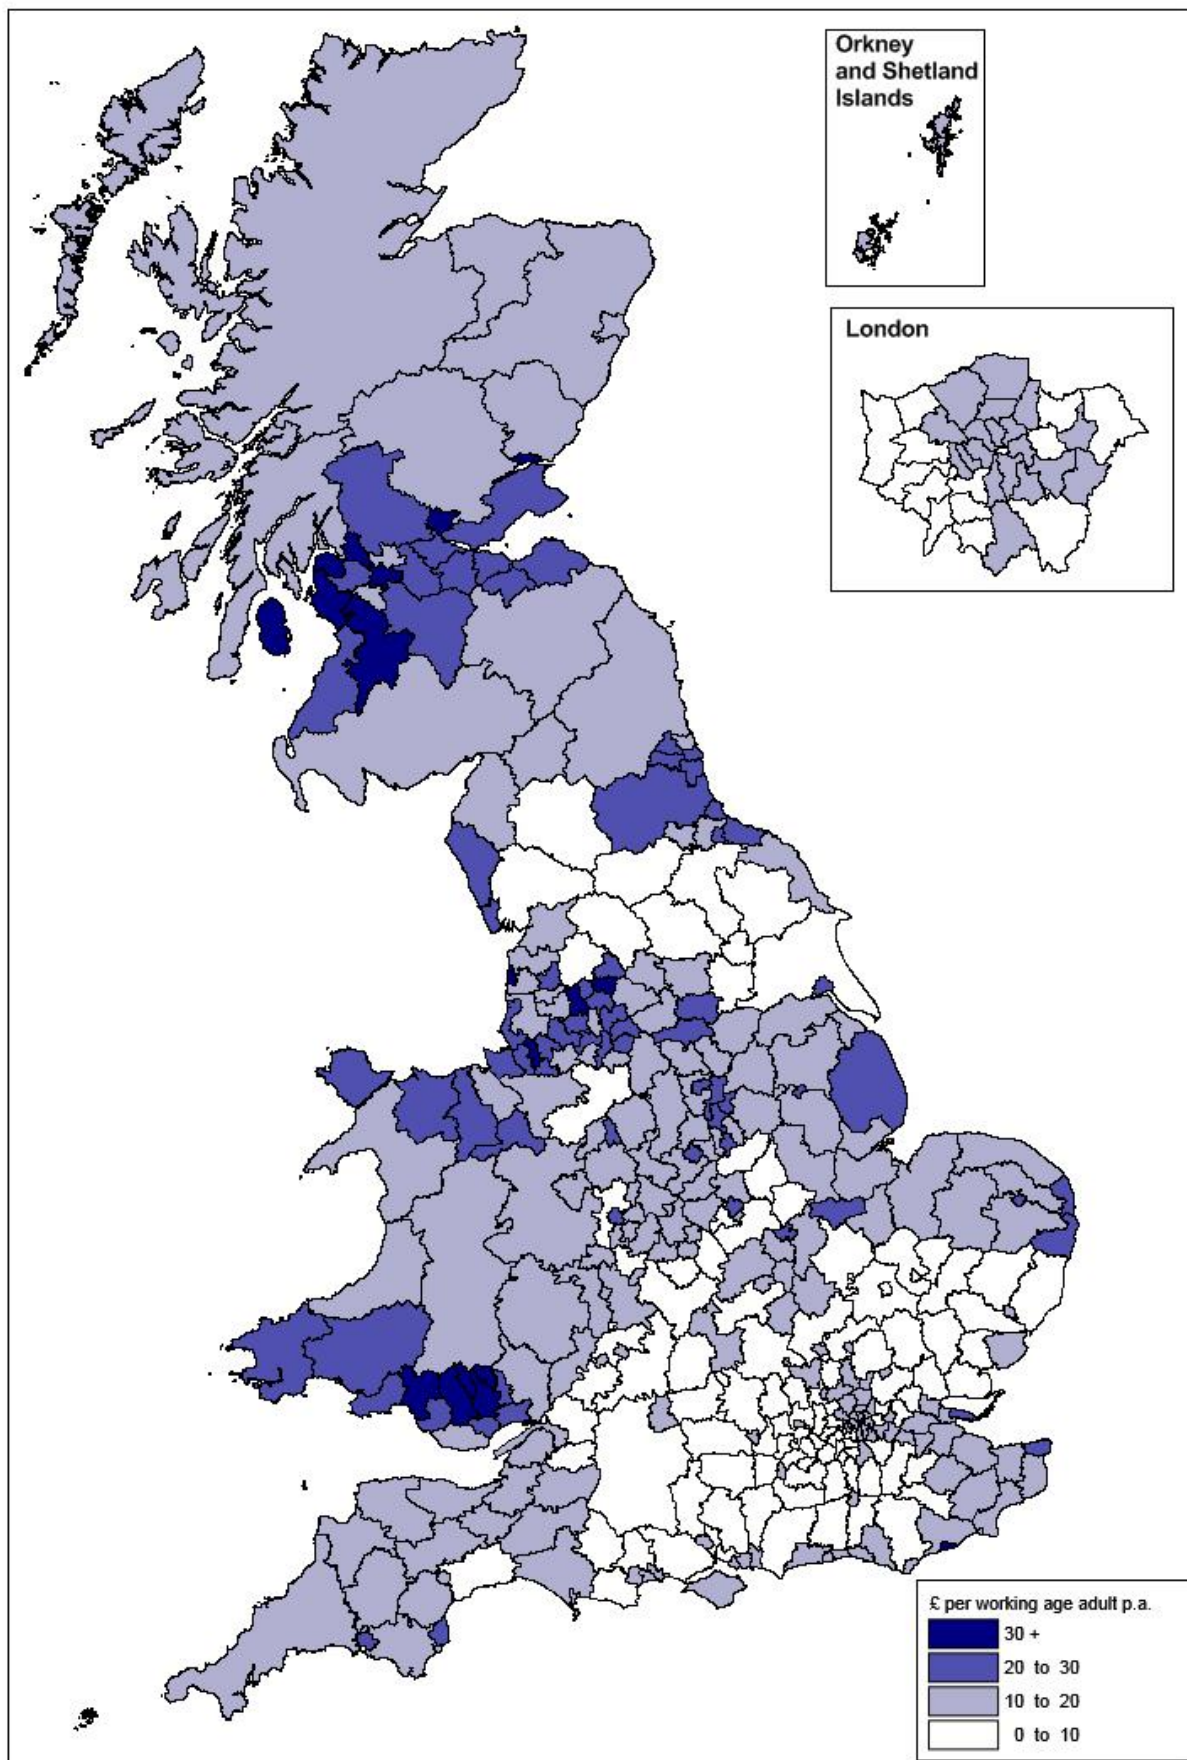 Orkney
and Shetland
Islands
London
£ per working age adult p.a.
30 +
20 to 30
10 to 20
0 to 10